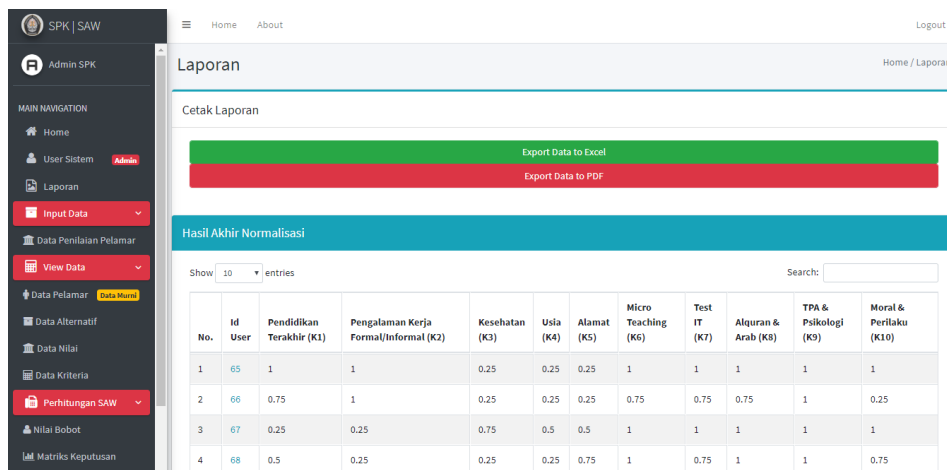 SPK | SAW
Home About Logout
Admin SPK
Laporan
Home / Laporan
MAIN NAVIGATION
Home
User Sistem Admin
Laporan
Input Data
Data Penilaian Pelamar
View Data
Data Pelamar Data Murni
Data Alternatif
Data Nilai
Data Kriteria
Perhitungan SAW
Nilai Bobot
Matriks Keputusan
Cetak Laporan
Export Data to Excel
Export Data to PDF
Hasil Akhir Normalisasi
Show 10 entries Search:
No. Id User Pendidikan Terakhir (K1) Pengalaman Kerja Formal/Informal (K2) Kesehatan (K3) Usia (K4) Alamat (K5) Micro Teaching (K6) Test IT (K7) Alquran & Arab (K8) TPA & Psikologi (K9) Moral & Perilaku (K10)
1 65 1 1 0.25 0.25 0.25 1 1 1 1 1
2 66 0.75 1 0.25 0.25 0.25 0.75 0.75 0.75 1 0.25
3 67 0.25 0.25 0.75 0.5 0.5 1 1 1 1 1
4 68 0.5 0.25 0.25 0.25 0.75 1 0.75 1 1 0.75